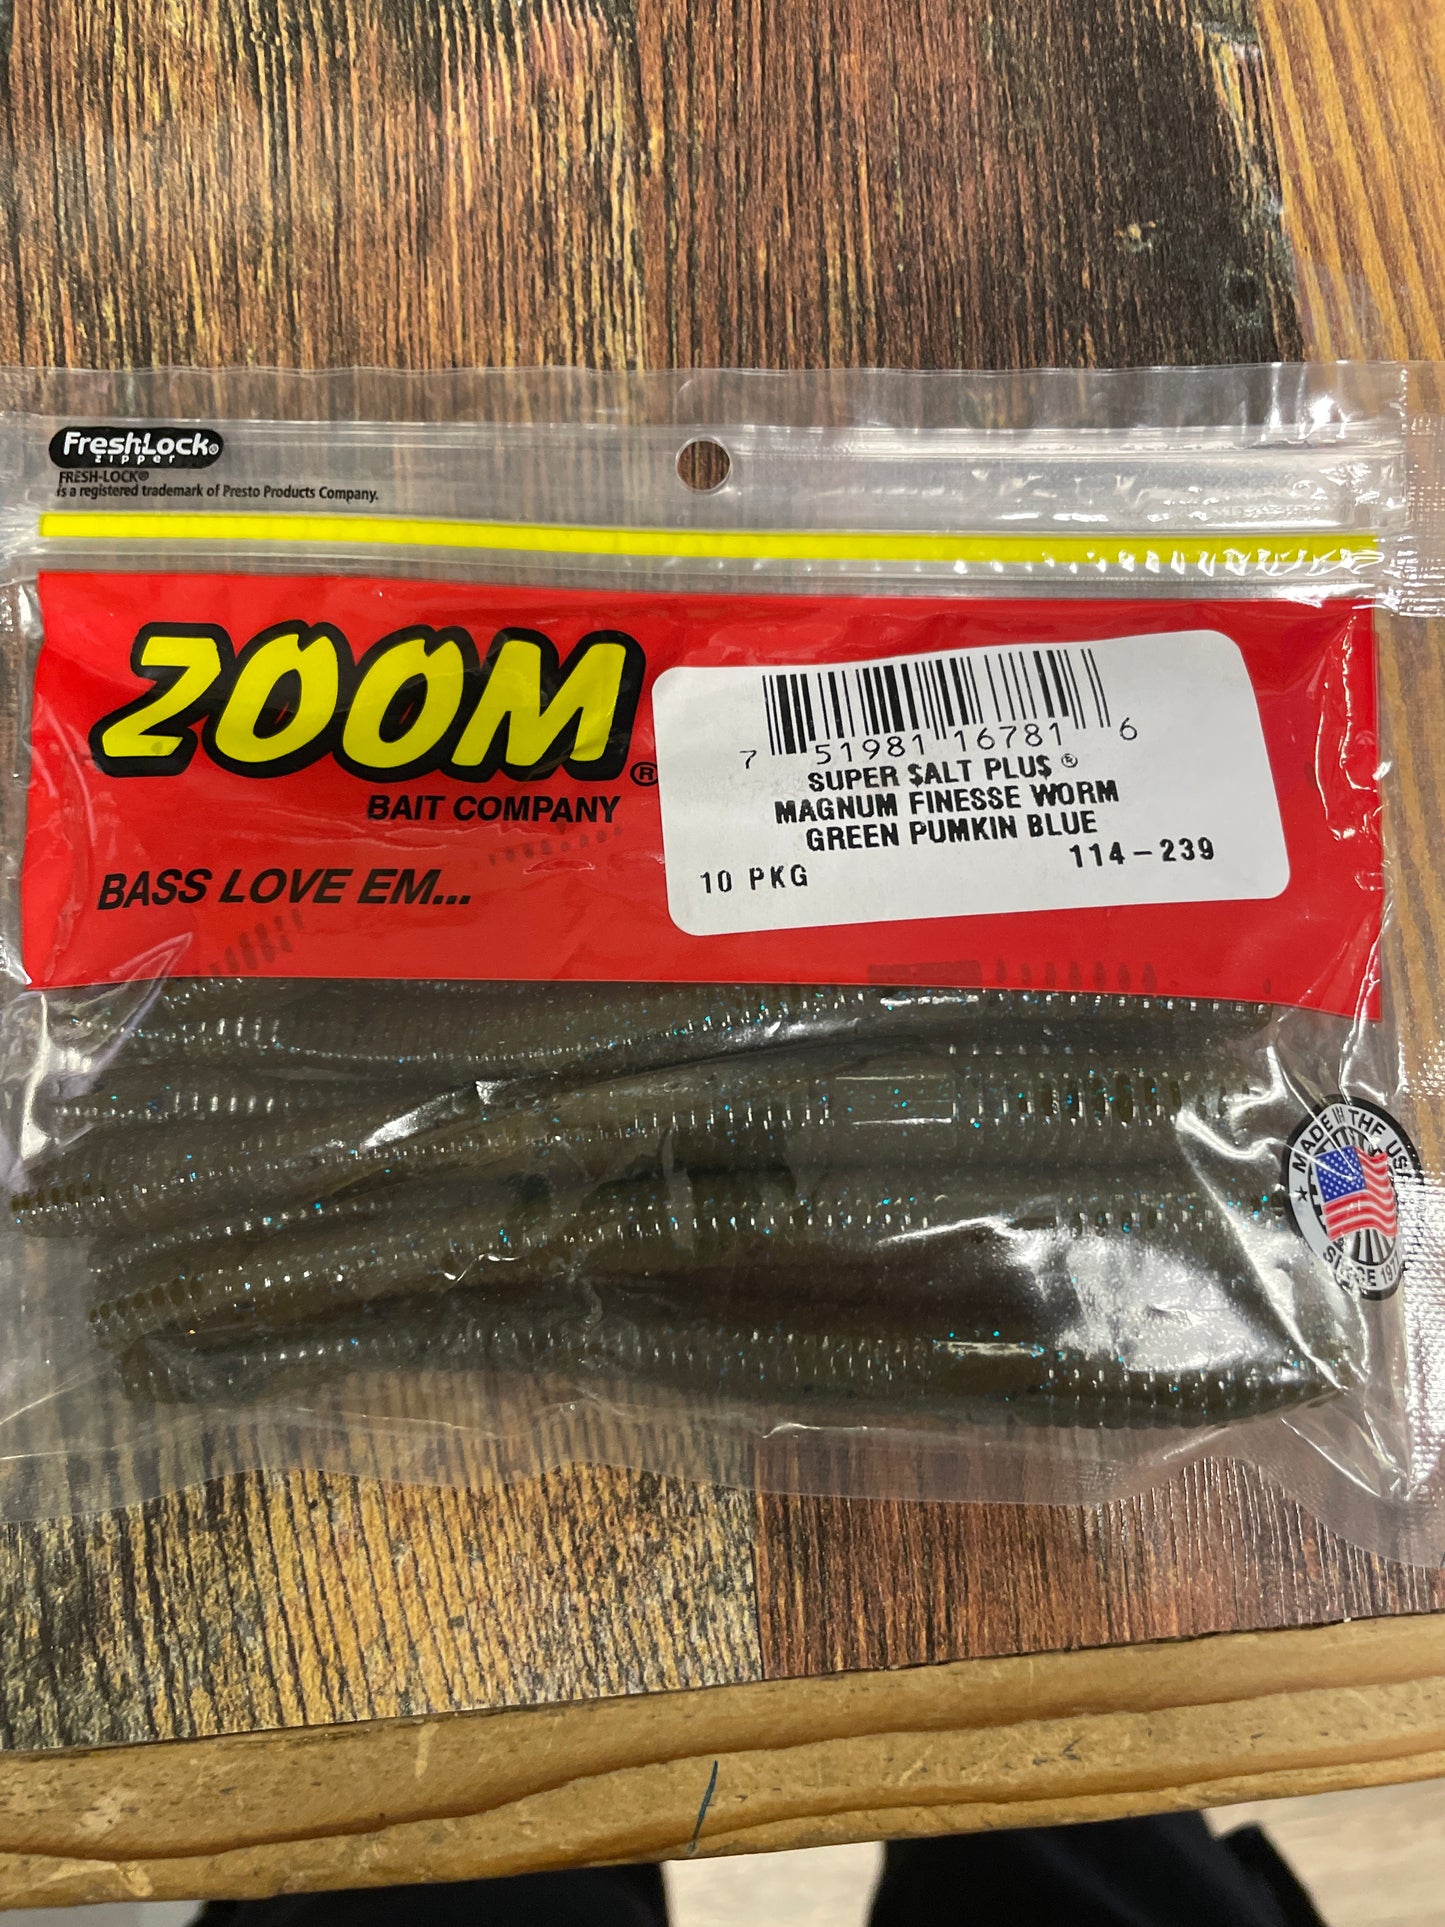 FreshLock®
zipper
FRESH-LOCK®
is a registered trademark of Presto Products Company.
ZOOM®
BAIT COMPANY
BASS LOVE EM...
7 51981 16781 6
SUPER $ALT PLU$®
MAGNUM FINESSE WORM
GREEN PUMKIN BLUE
114-239
10 PKG
★ MADE IN THE USA
SINCE 197